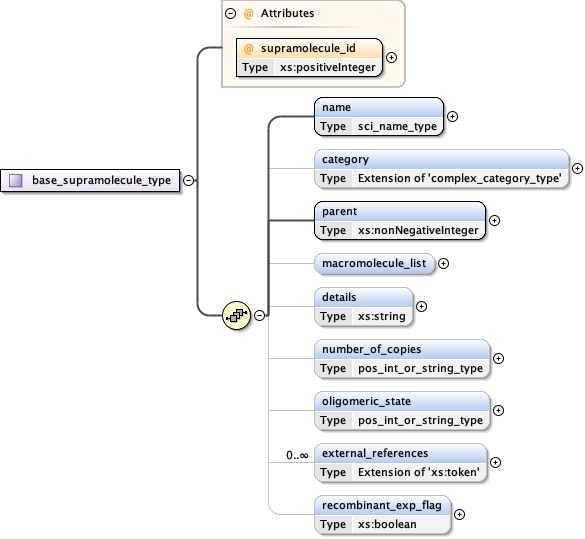 @ Attributes
@ supramolecule_id
Type xs:positiveInteger
name
Type sci_name_type
category
Type Extension of 'complex_category_type'
base_supramolecule_type
parent
Type xs:nonNegativeInteger
macromolecule_list
details
Type xs:string
number_of_copies
Type pos_int_or_string_type
oligomeric_state
Type pos_int_or_string_type
0..∞
external_references
Type Extension of 'xs:token'
recombinant_exp_flag
Type xs:boolean